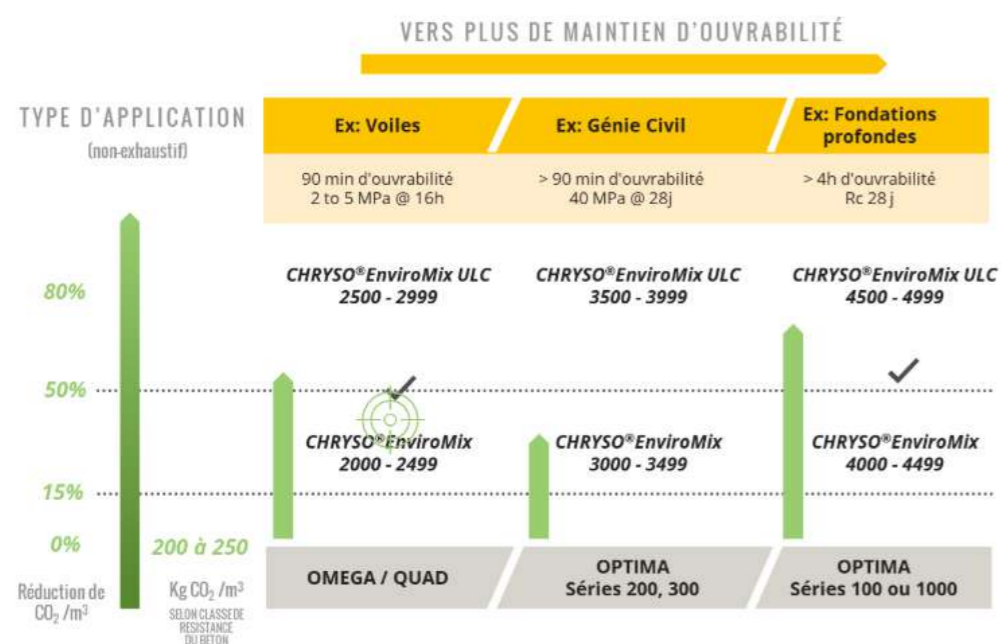 VERS PLUS DE MAINTIEN D'OUVRABILITÉ
TYPE D'APPLICATION
(non-exhaustif)
Ex: Voiles
Ex: Génie Civil
Ex: Fondations
profondes
90 min d'ouvrabilité
2 to 5 MPa @ 16h
> 90 min d'ouvrabilité
40 MPa @ 28j
> 4h d'ouvrabilité
Rc 28 j
80%
CHRYSO®EnviroMix ULC
2500 - 2999
CHRYSO®EnviroMix ULC
3500 - 3999
CHRYSO®EnviroMix ULC
4500 - 4999
50%
CHRYSO®EnviroMix
2000 - 2499
CHRYSO®EnviroMix
3000 - 3499
CHRYSO®EnviroMix
4000 - 4499
15%
0%
200 à 250
Réduction de
CO₂ /m³
Kg CO₂ /m³
SELON CLASSE DE
RESISTANCE
DU BETON
OMEGA / QUAD
OPTIMA
Séries 200, 300
OPTIMA
Séries 100 ou 1000